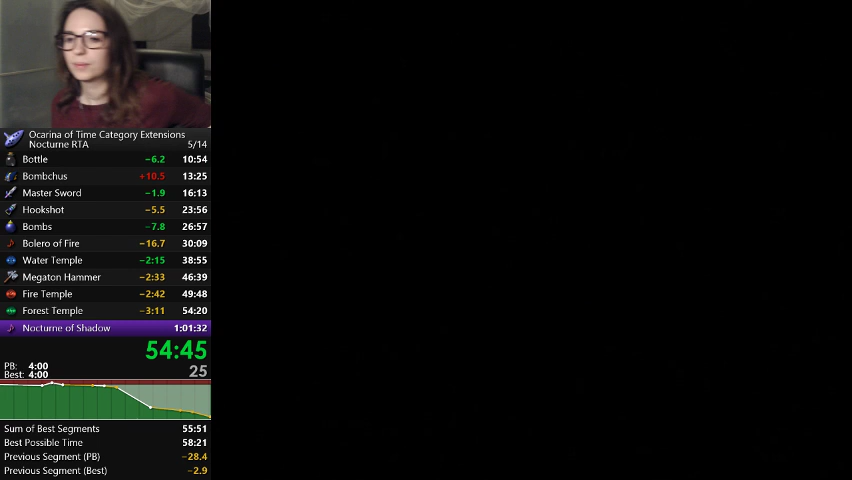 Ocarina of Time Category Extensions
Nocturne RTA 5/14
Bottle −6.2 10:54
Bombchus +10.5 13:25
Master Sword −1.9 16:13
Hookshot −5.5 23:56
Bombs −7.8 26:57
Bolero of Fire −16.7 30:09
Water Temple −2:15 38:55
Megaton Hammer −2:33 46:39
Fire Temple −2:42 49:48
Forest Temple −3:11 54:20
Nocturne of Shadow 1:01:32
54:45
PB: 4:00
Best: 4:00 25
Sum of Best Segments 55:51
Best Possible Time 58:21
Previous Segment (PB) −28.4
Previous Segment (Best) −2.9